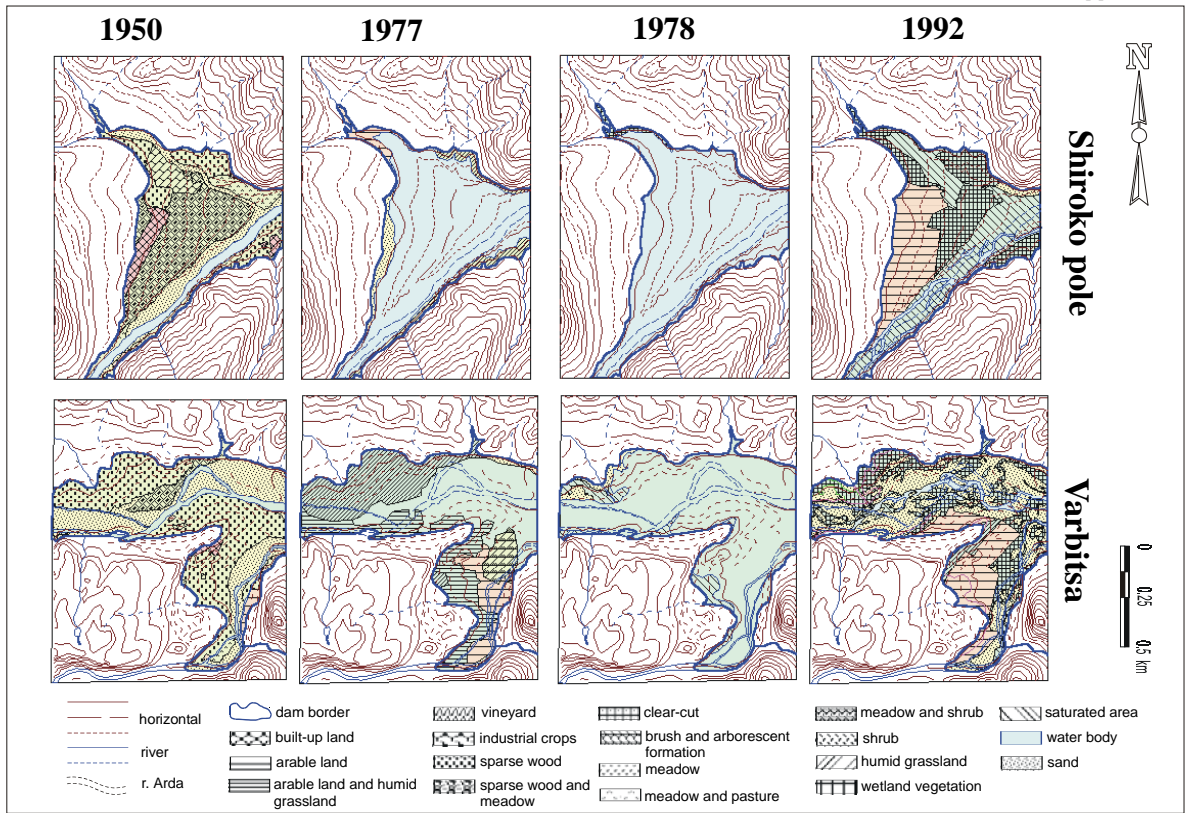 1950 1977 1978 1992
N
Shiroko pole
Varbitsa
0 0.25 0.5 km
horizontal
river
r. Arda
dam border
built-up land
arable land
arable land and humid
grassland
vineyard
industrial crops
sparse wood
sparse wood and
meadow
clear-cut
brush and arborescent
formation
meadow
meadow and pasture
meadow and shrub
shrub
humid grassland
wetland vegetation
saturated area
water body
sand